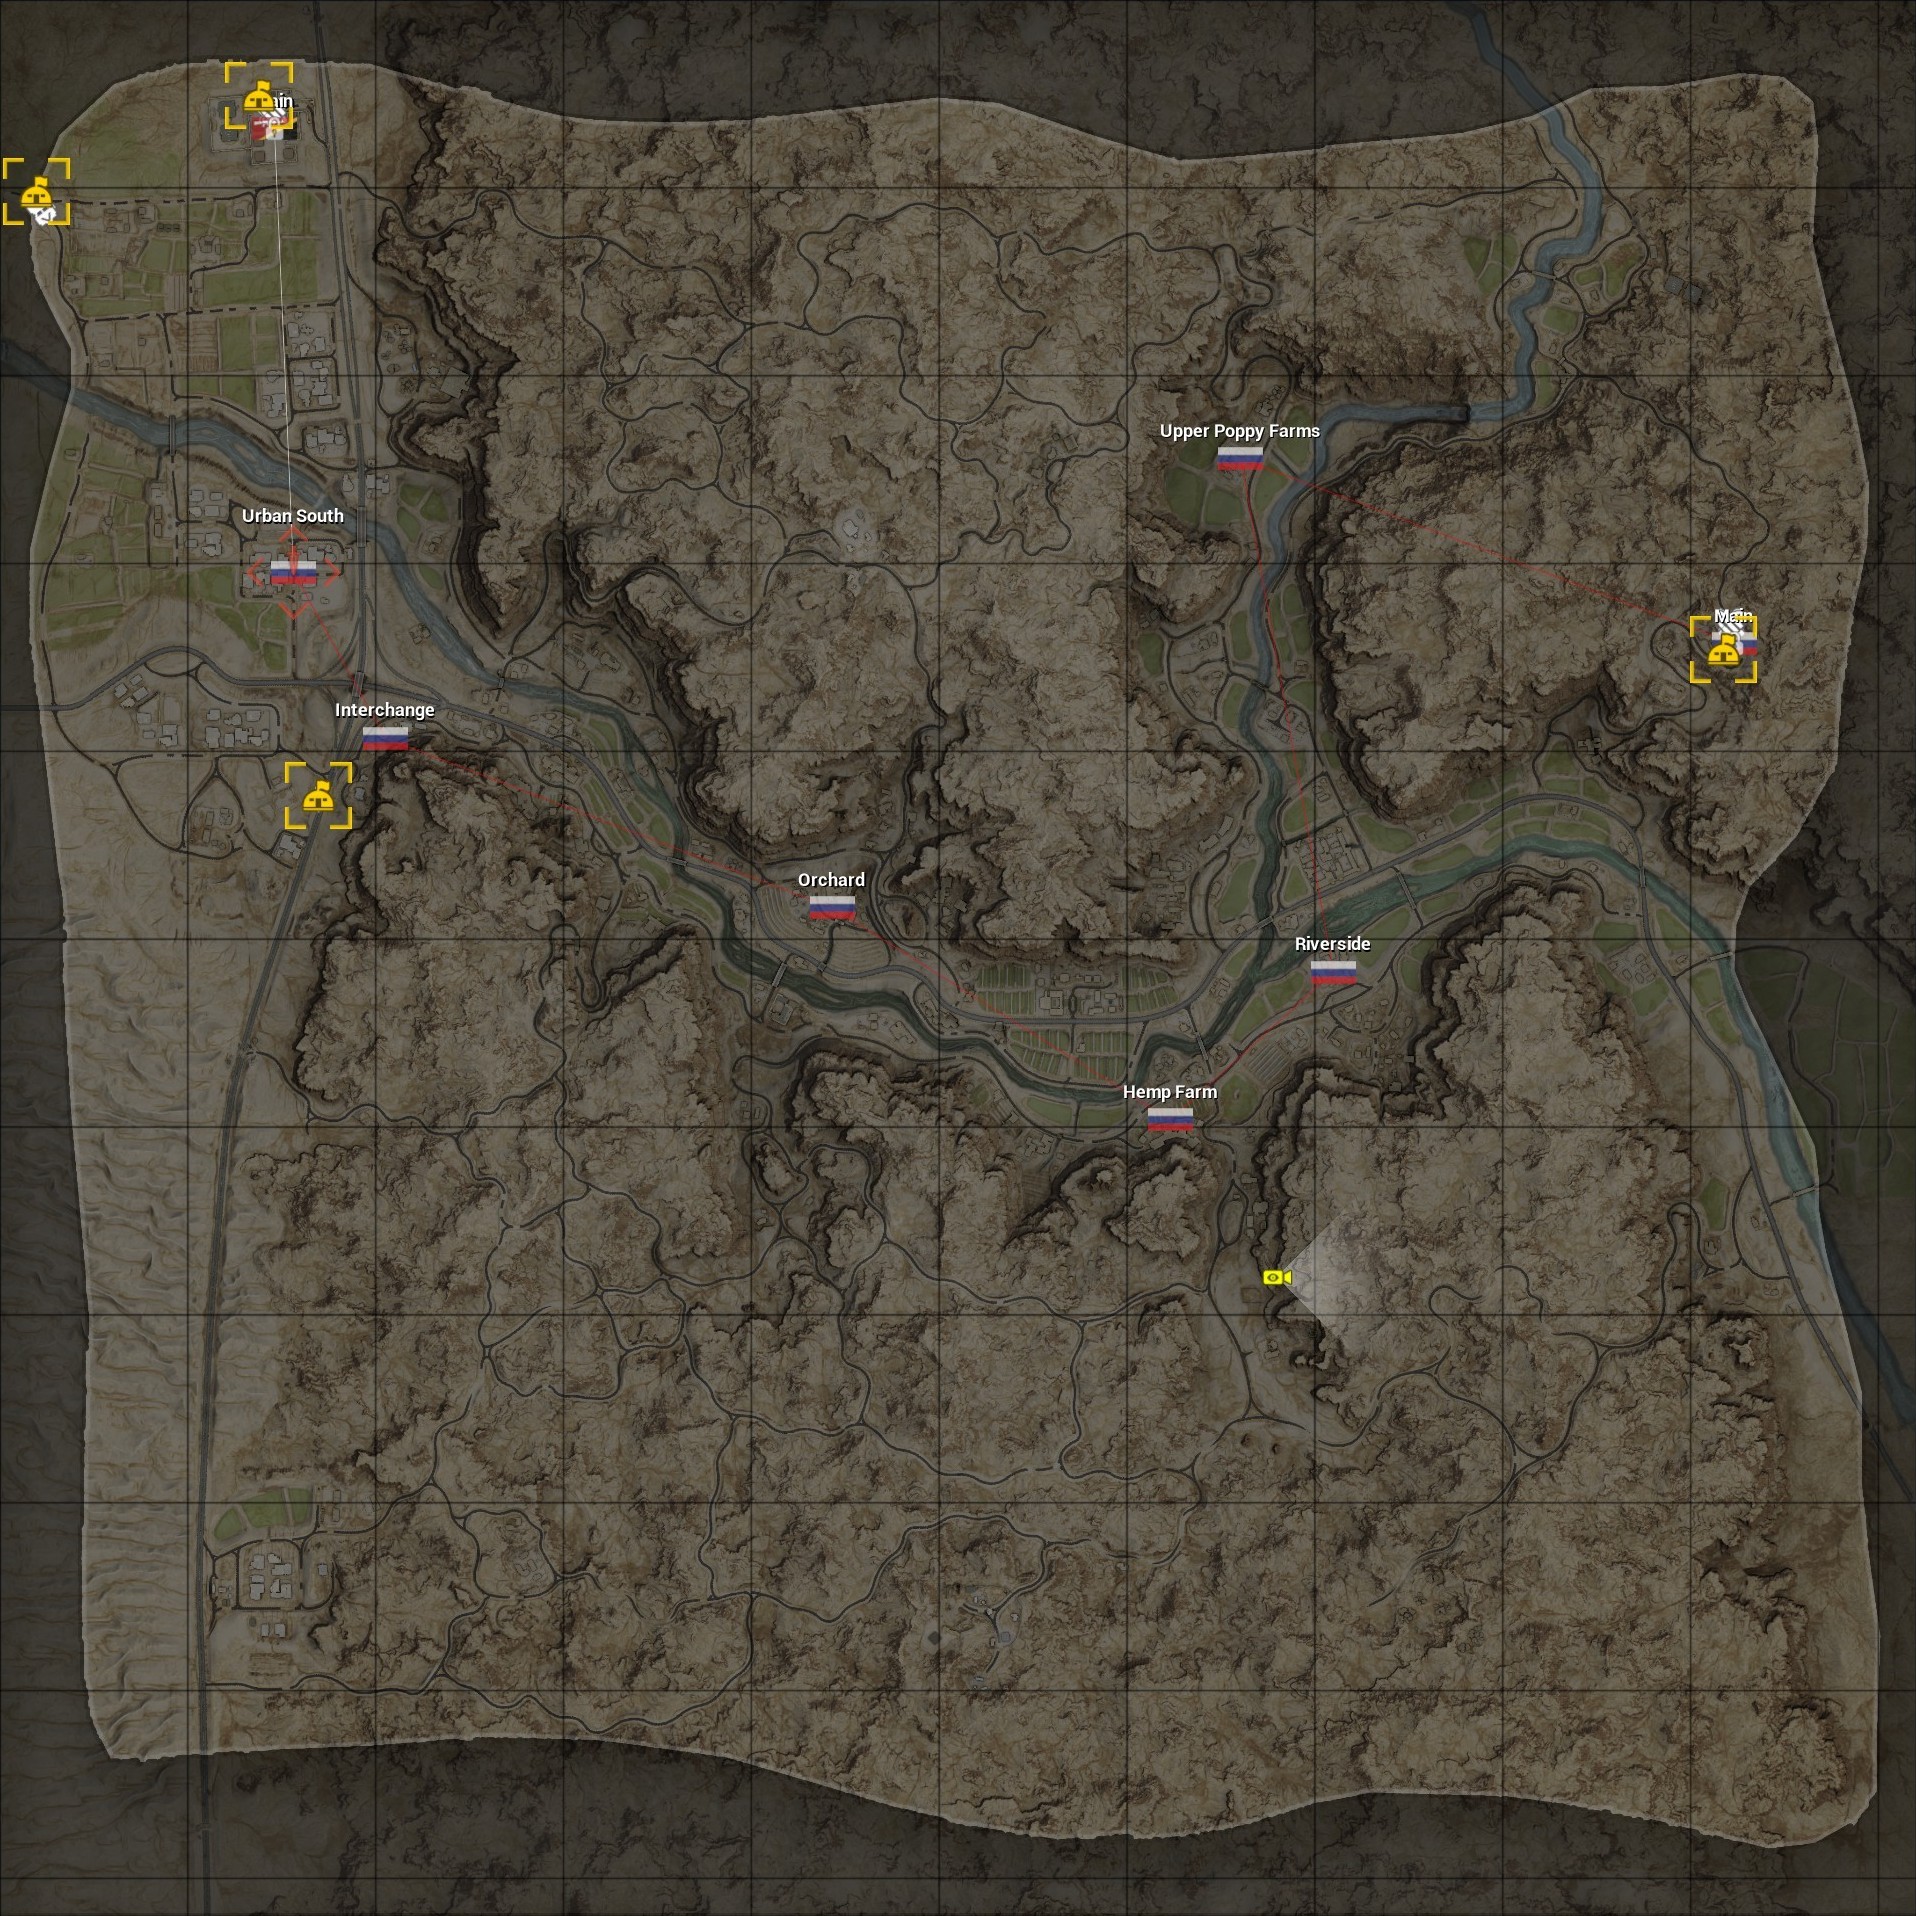 Upper Poppy Farms
Urban South
Main
Interchange
Orchard
Riverside
Hemp Farm